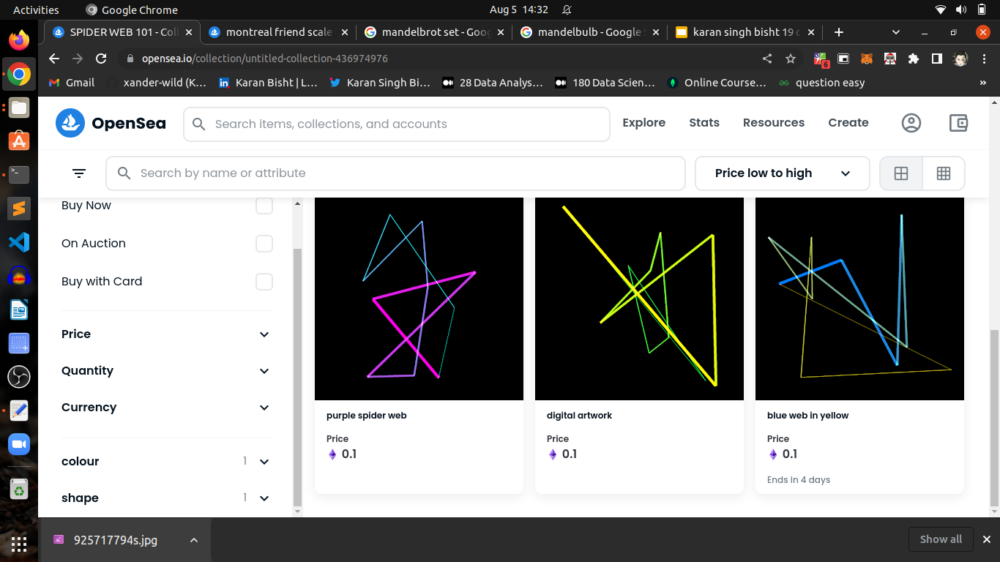 Activities
Google Chrome
Aug 5 14:32
SPIDER WEB 101 - Coll
montreal friend scale
mandelbrot set - Goog
mandelbulb - Google S
karan singh bisht 19 c
opensea.io/collection/untitled-collection-436974976
6
Gmail
xander-wild (K...
Karan Bisht | L...
Karan Singh Bi...
28 Data Analys...
180 Data Scien...
Online Course...
question easy
»
OpenSea
Search items, collections, and accounts
Explore
Stats
Resources
Create
Search by name or attribute
Price low to high
Buy Now
On Auction
Buy with Card
Price
Quantity
Currency
colour 1
shape 1
purple spider web
Price
0.1
digital artwork
Price
0.1
blue web in yellow
Price
0.1
Ends in 4 days
925717794s.jpg
Show all